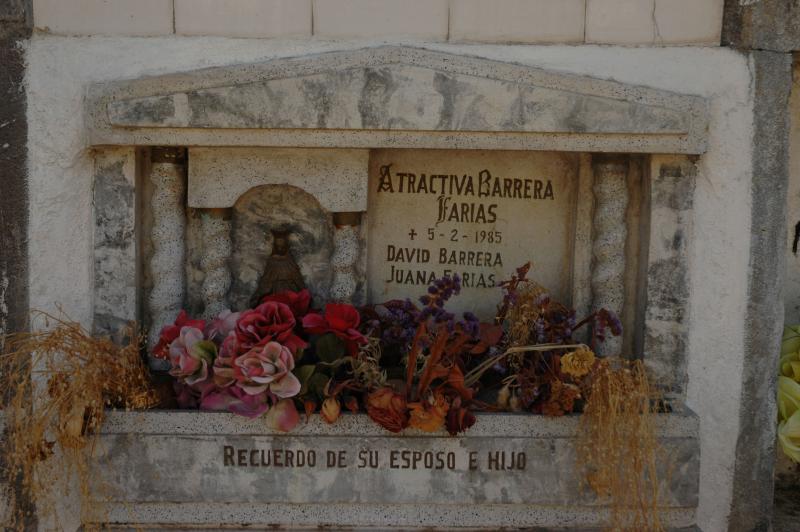 ATRACTIVA BARRERA
FARIAS
+ 5-2-1985
DAVID BARRERA
JUANA FARIAS
RECUERDO DE SU ESPOSO E HIJO